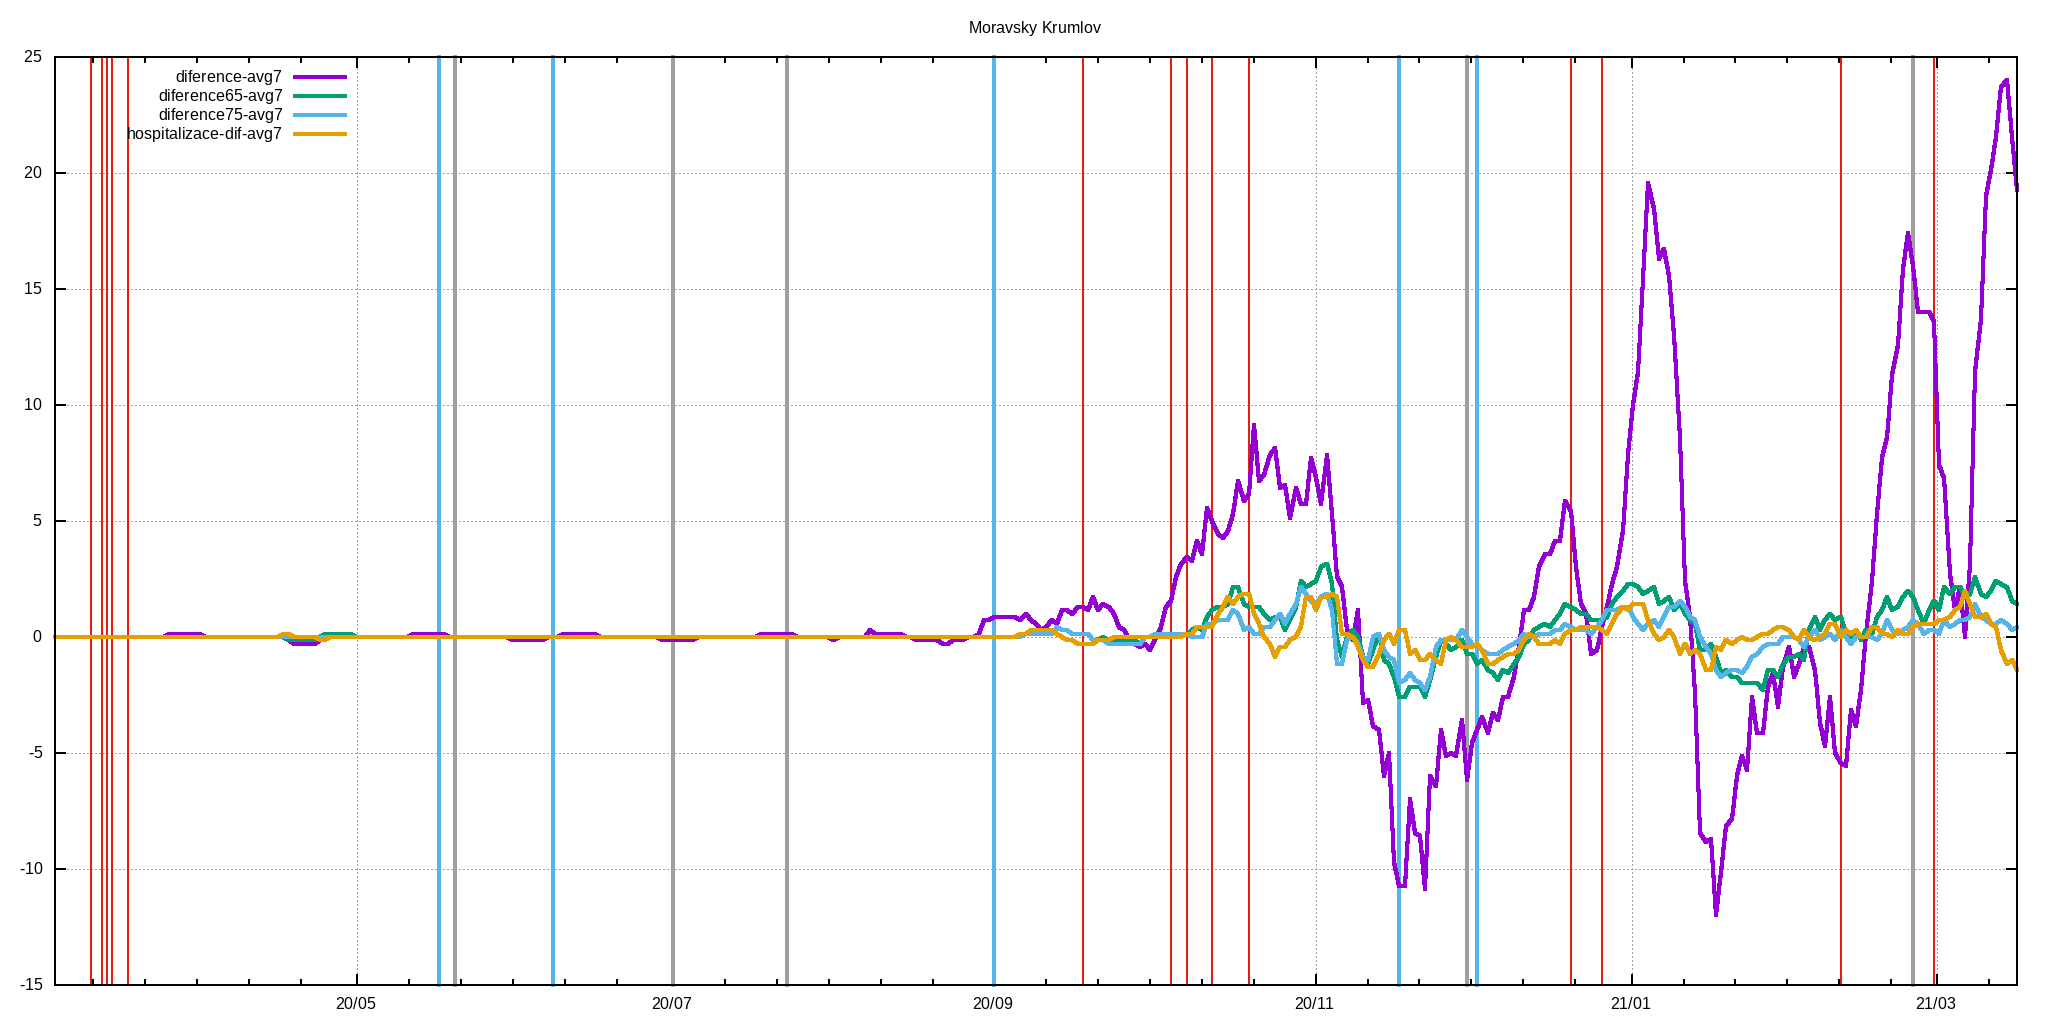 Moravsky Krumlov
25
20
15
10
5
0
-5
-10
-15
diference-avg7
diference65-avg7
diference75-avg7
hospitalizace-dif-avg7
20/05 20/07 20/09 20/11 21/01 21/03